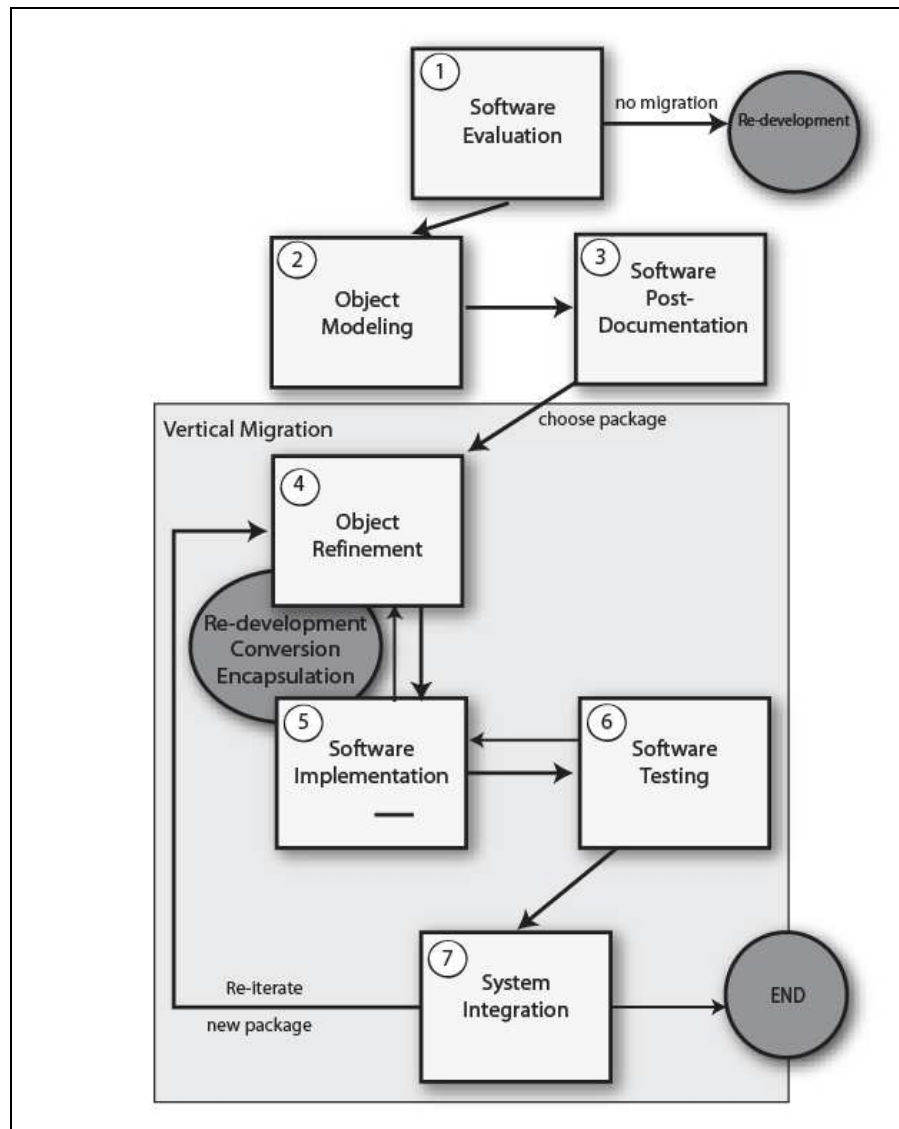 1
Software
Evaluation
no migration
Re-development
2
Object
Modeling
3
Software
Post-
Documentation
choose package
Vertical Migration
4
Object
Refinement
Re-development
Conversion
Encapsulation
5
Software
Implementation
6
Software
Testing
7
System
Integration
Re-iterate
new package
END